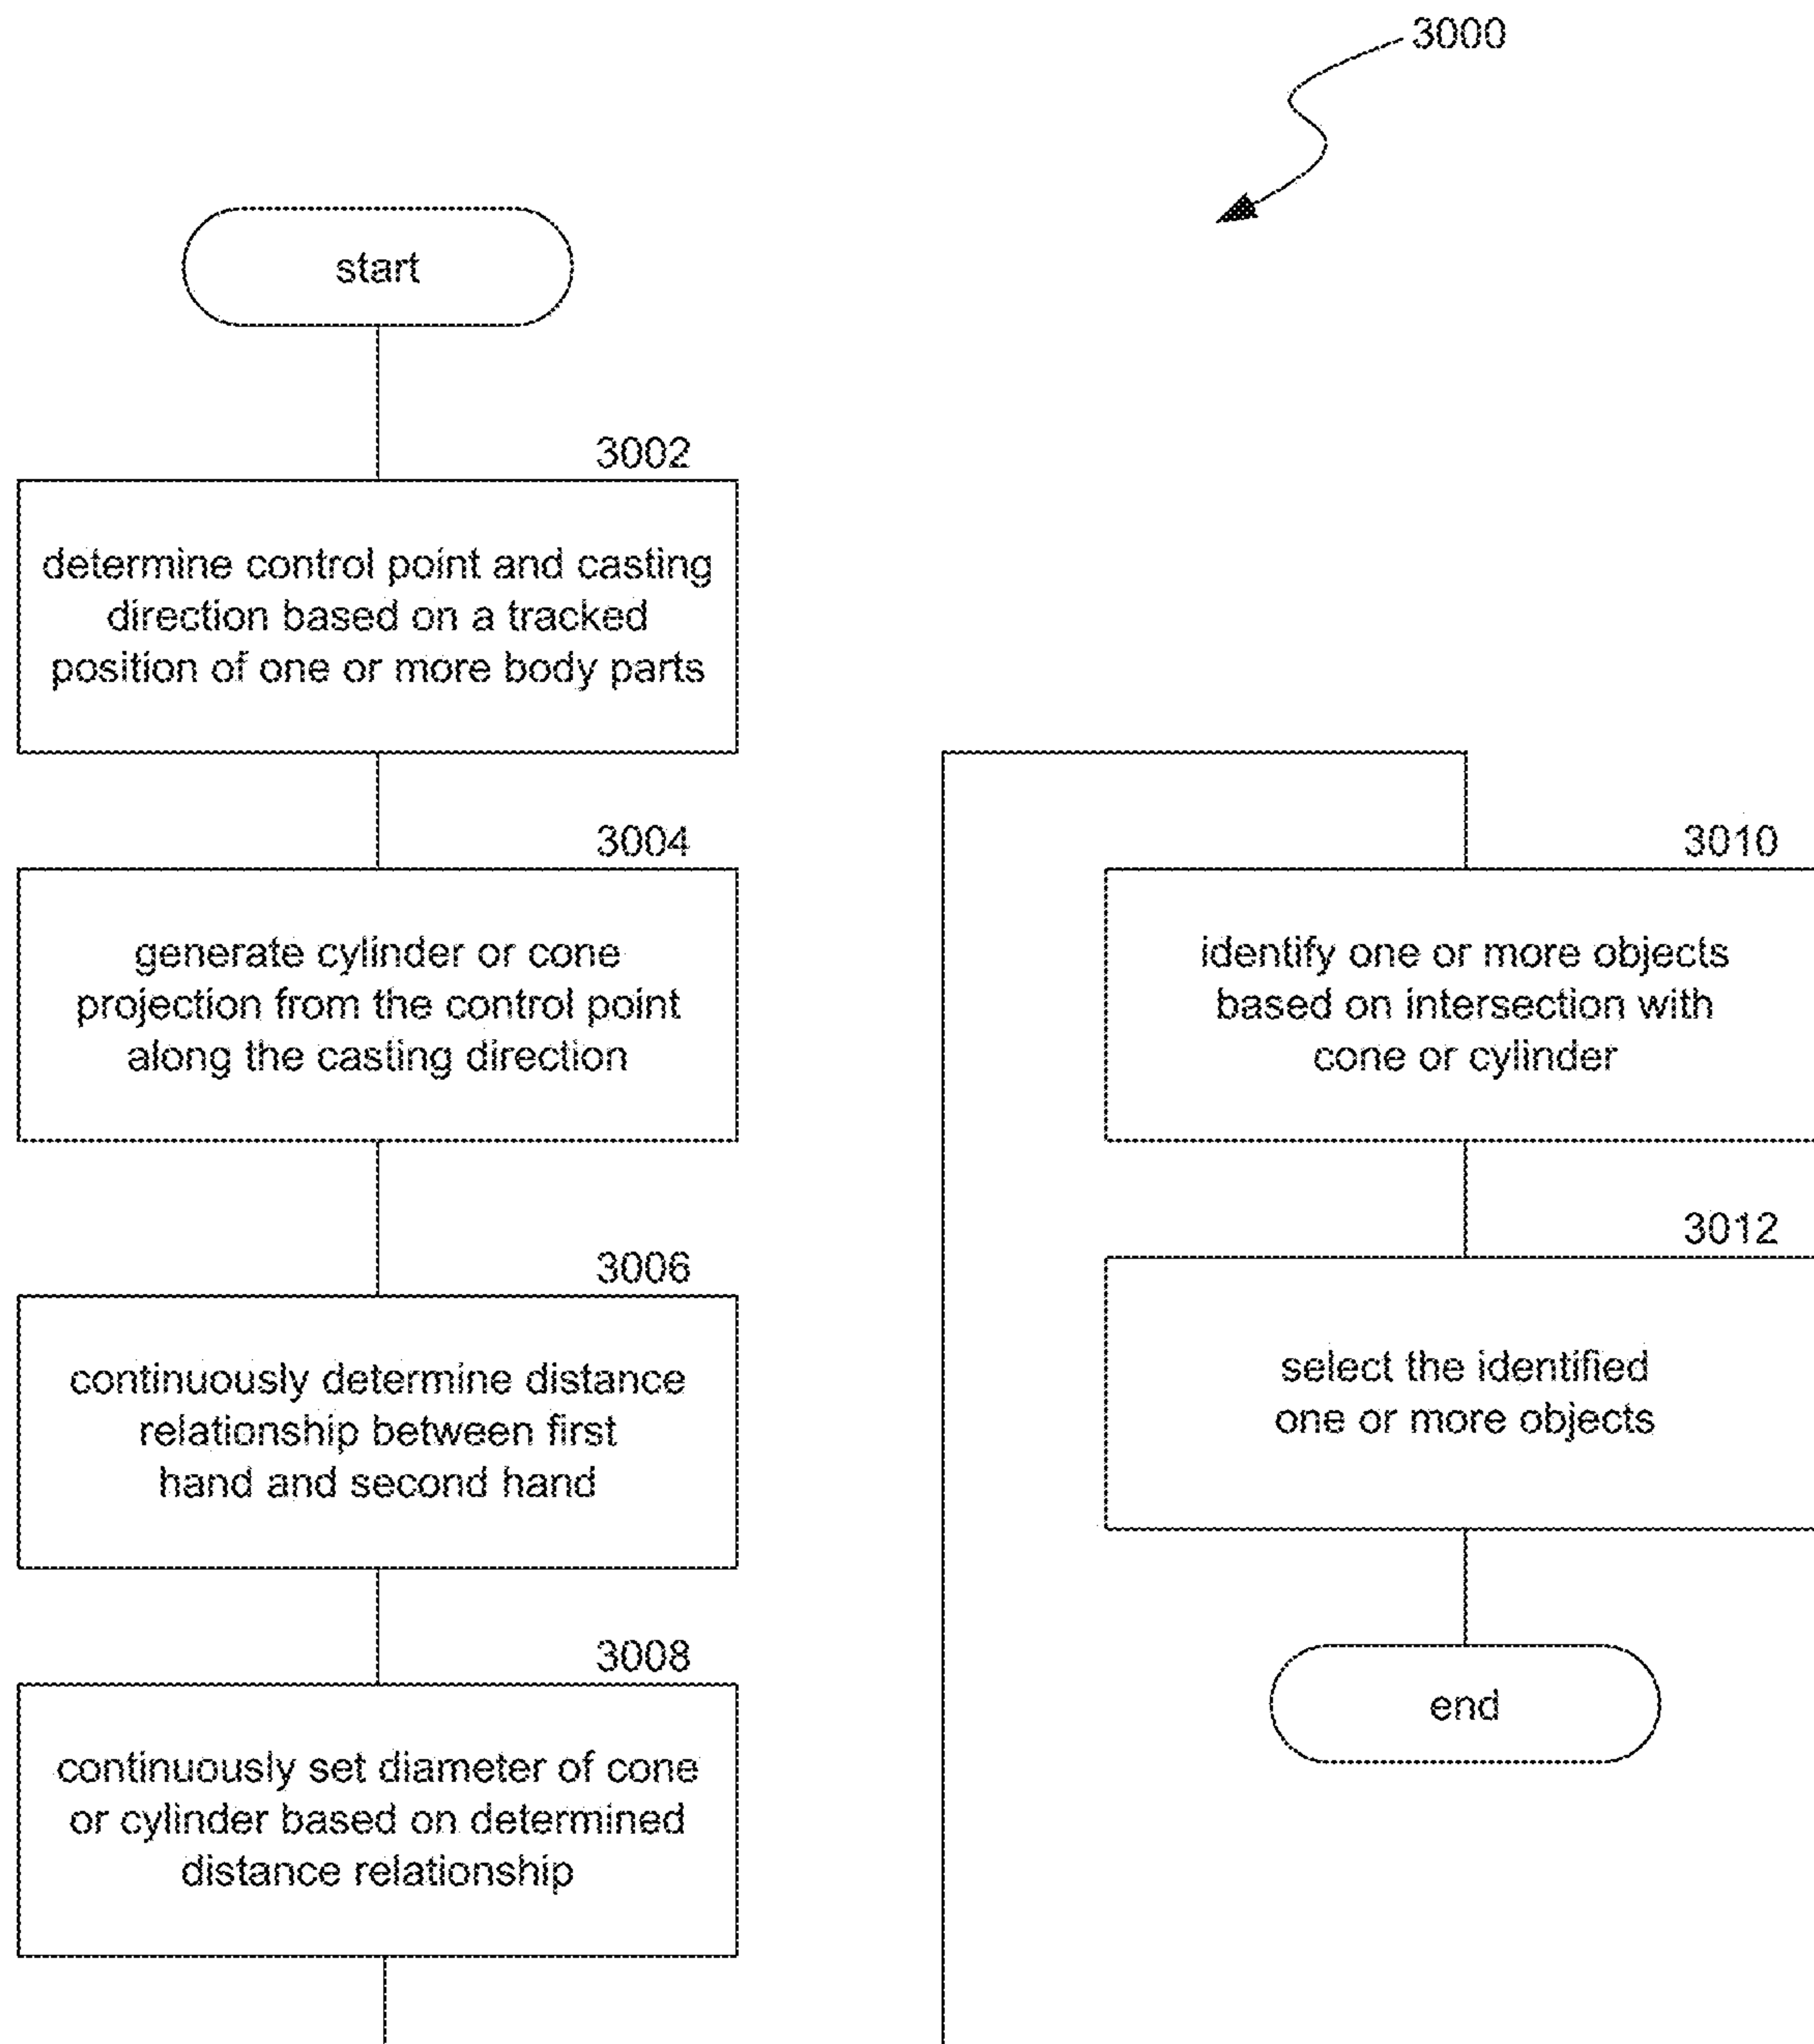 3000
start
3002
determine control point and casting
direction based on a tracked
position of one or more body parts
3004
generate cylinder or cone
projection from the control point
along the casting direction
3006
continuously determine distance
relationship between first
hand and second hand
3008
continuously set diameter of cone
or cylinder based on determined
distance relationship
3010
identify one or more objects
based on intersection with
cone or cylinder
3012
select the identified
one or more objects
end